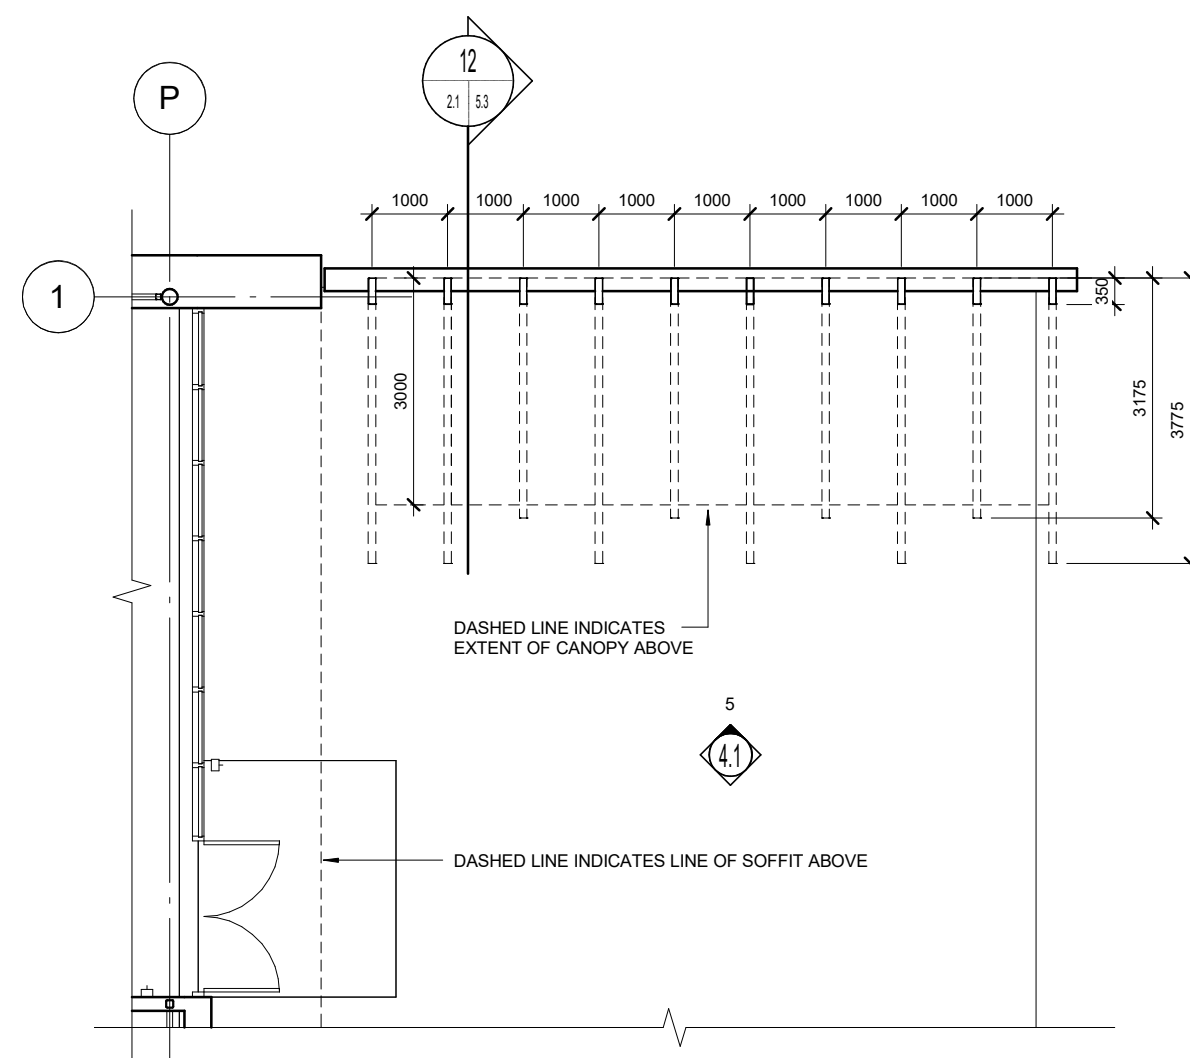 12
2.1 5.3
P
1000 1000 1000 1000 1000 1000 1000 1000 1000
1
350
3000
3175
3775
DASHED LINE INDICATES
EXTENT OF CANOPY ABOVE
5
4.1
DASHED LINE INDICATES LINE OF SOFFIT ABOVE